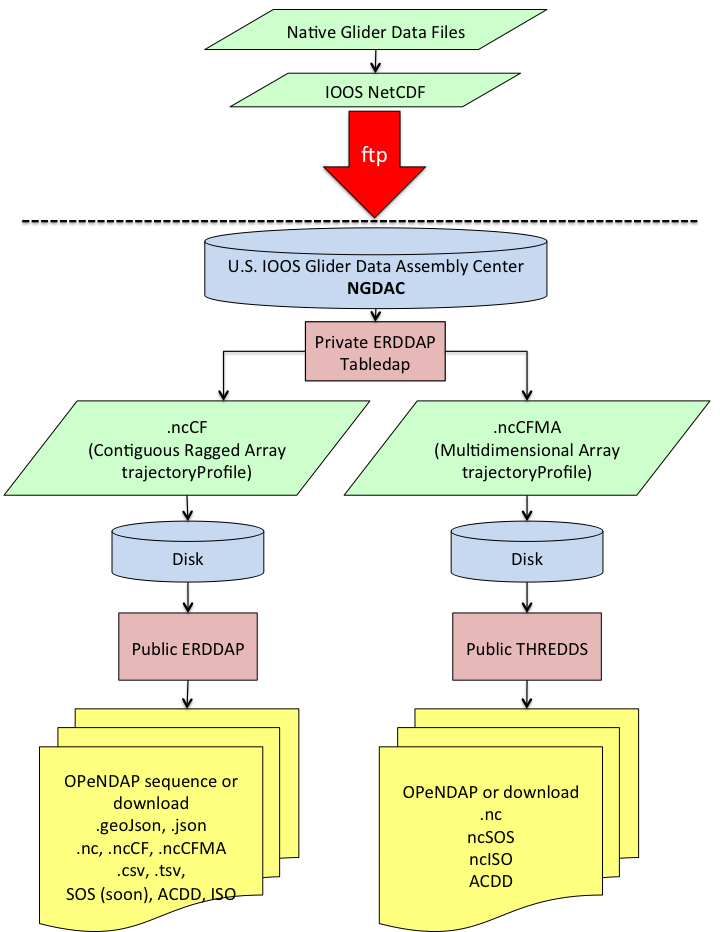 Native Glider Data Files
IOOS NetCDF
ftp
U.S. IOOS Glider Data Assembly Center
NGDAC
Private ERDDAP
Tabledap
.ncCF
(Contiguous Ragged Array
trajectoryProfile)
.ncCFMA
(Multidimensional Array
trajectoryProfile)
Disk
Disk
Public ERDDAP
Public THREDDS
OPeNDAP sequence or
download
.geoJson, .json
.nc, .ncCF, .ncCFMA
.csv, .tsv,
SOS (soon), ACDD, ISO
OPeNDAP or download
.nc
ncSOS
ncISO
ACDD